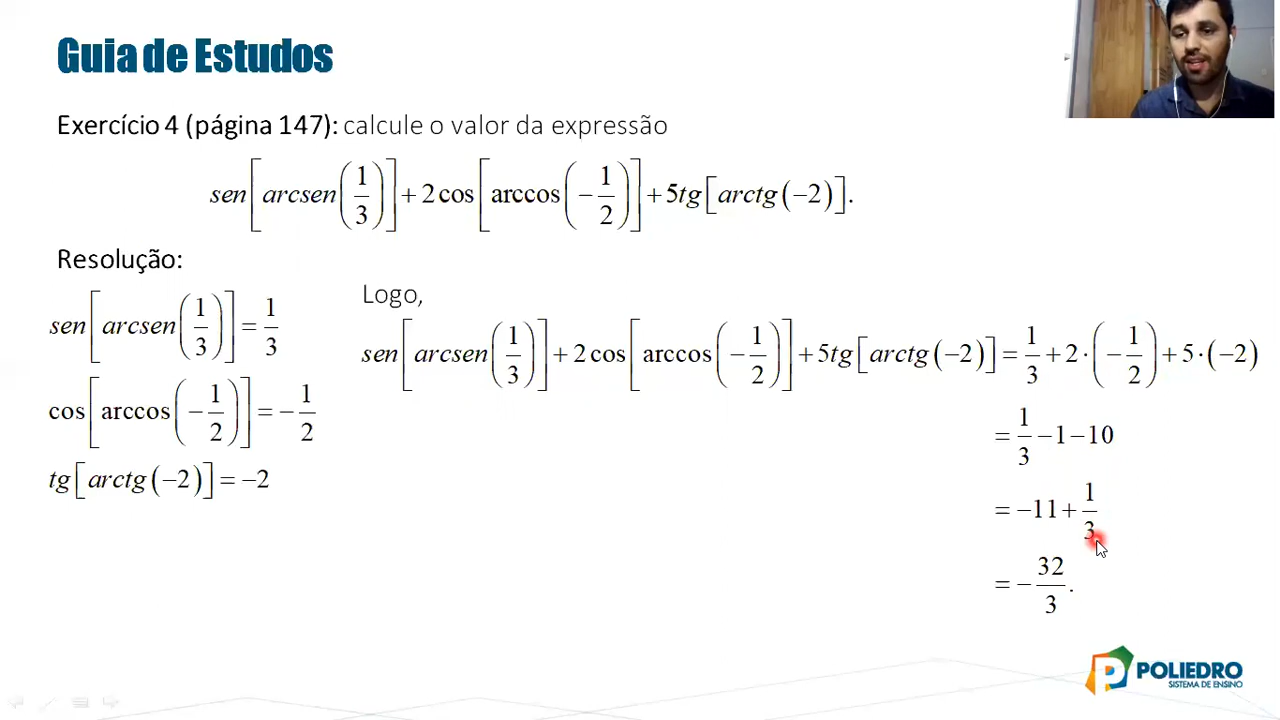 Guia de Estudos
Exercício 4 (página 147): calcule o valor da expressão
sen[arcsen(1/3)] + 2cos[arccos(−1/2)] + 5tg[arctg(−2)].
Resolução:
sen[arcsen(1/3)] = 1/3
cos[arccos(−1/2)] = −1/2
tg[arctg(−2)] = −2
Logo,
sen[arcsen(1/3)] + 2cos[arccos(−1/2)] + 5tg[arctg(−2)] = 1/3 + 2·(−1/2) + 5·(−2)
= 1/3 −1−10
= −11 + 1/3
= −32/3.
POLIEDRO
SISTEMA DE ENSINO